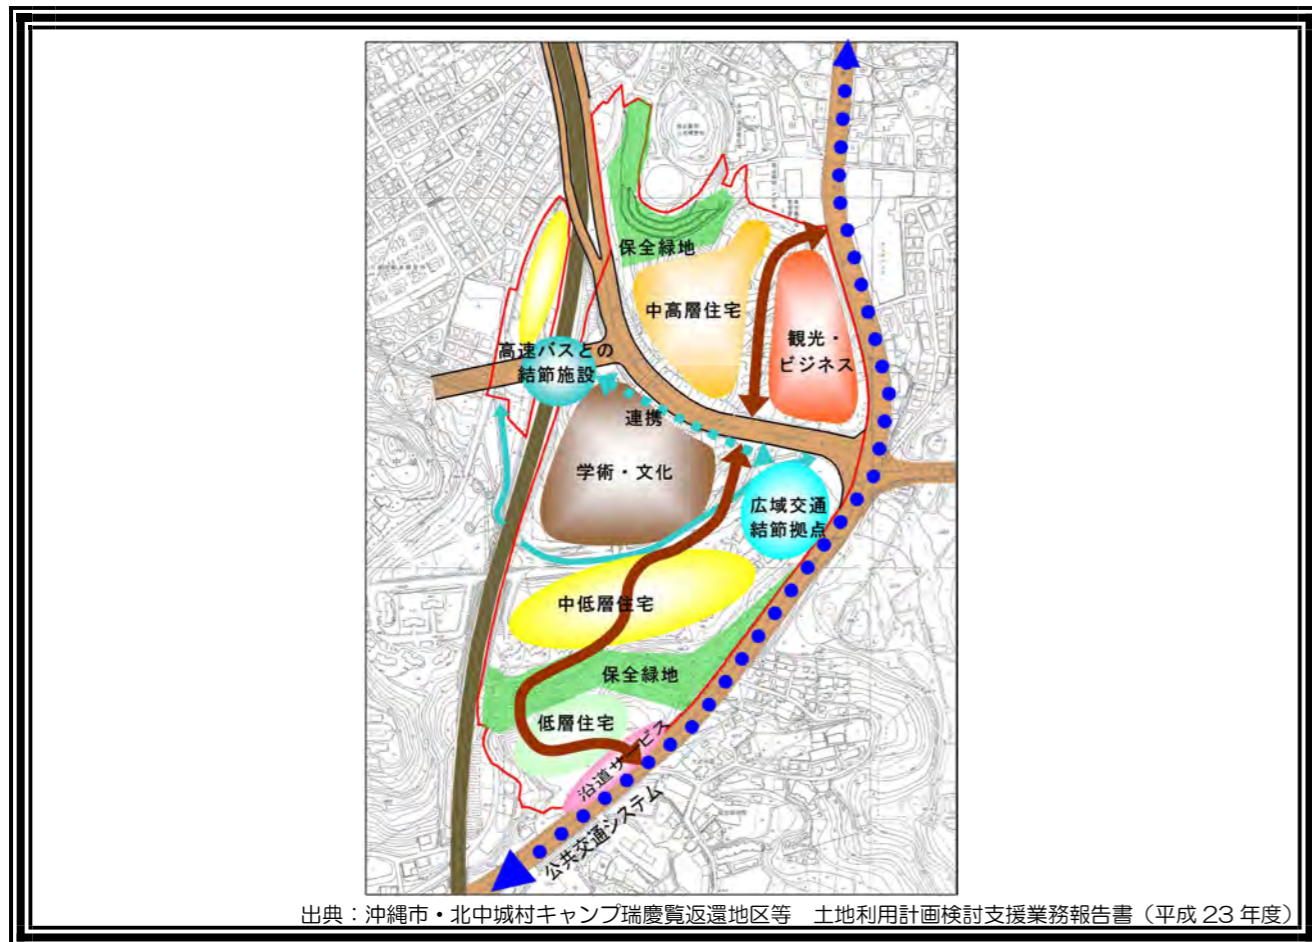 保全緑地
中高層住宅
観光・
ビジネス
高速バスとの
結節施設
連携
学術・文化
広域交通
結節拠点
中低層住宅
保全緑地
低層住宅
沿道サービス
公共交通システム
出典：沖縄市・北中城村キャンプ瑞慶覧返還地区等　土地利用計画検討支援業務報告書（平成 23 年度）